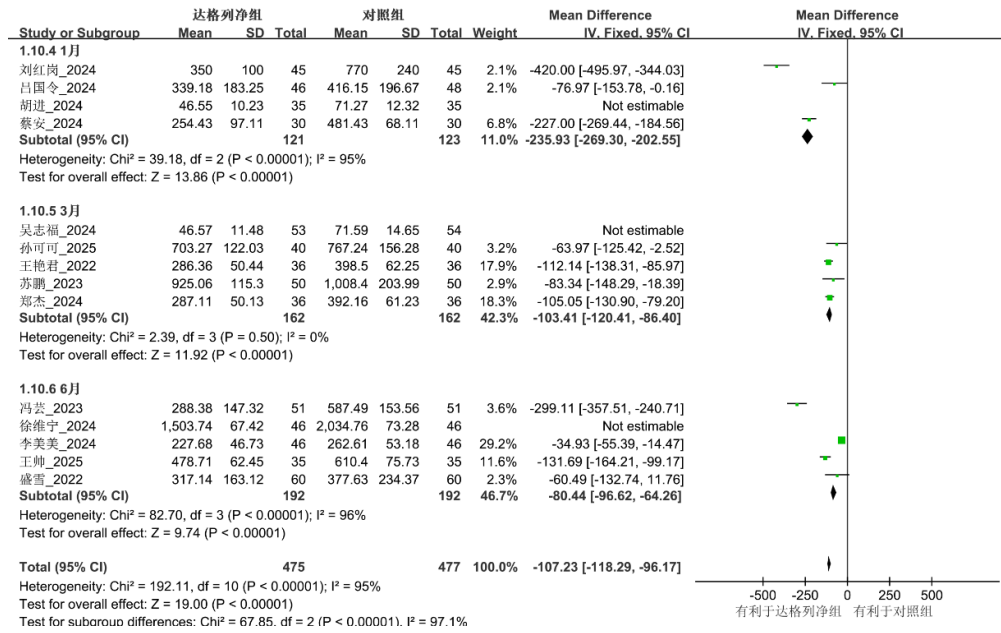 达格列净组 对照组 Mean Difference Mean Difference
Study or Subgroup Mean SD Total Mean SD Total Weight IV, Fixed, 95% CI IV, Fixed, 95% CI
1.10.4 1月
刘红岗_2024 350 100 45 770 240 45 2.1% -420.00 [-495.97, -344.03]
吕国令_2024 339.18 183.25 46 416.15 196.67 48 2.1% -76.97 [-153.78, -0.16]
胡进_2024 46.55 10.23 35 71.27 12.32 35 Not estimable
蔡安_2024 254.43 97.11 30 481.43 68.11 30 6.8% -227.00 [-269.44, -184.56]
Subtotal (95% CI) 121 123 11.0% -235.93 [-269.30, -202.55]
Heterogeneity: Chi² = 39.18, df = 2 (P < 0.00001); I² = 95%
Test for overall effect: Z = 13.86 (P < 0.00001)
1.10.5 3月
吴志福_2024 46.57 11.48 53 71.59 14.65 54 Not estimable
孙可可_2025 703.27 122.03 40 767.24 156.28 40 3.2% -63.97 [-125.42, -2.52]
王艳君_2022 286.36 50.44 36 398.5 62.25 36 17.9% -112.14 [-138.31, -85.97]
苏鹏_2023 925.06 115.3 50 1,008.4 203.99 50 2.9% -83.34 [-148.29, -18.39]
郑杰_2024 287.11 50.13 36 392.16 61.23 36 18.3% -105.05 [-130.90, -79.20]
Subtotal (95% CI) 162 162 42.3% -103.41 [-120.41, -86.40]
Heterogeneity: Chi² = 2.39, df = 3 (P = 0.50); I² = 0%
Test for overall effect: Z = 11.92 (P < 0.00001)
1.10.6 6月
冯芸_2023 288.38 147.32 51 587.49 153.56 51 3.6% -299.11 [-357.51, -240.71]
徐维宁_2024 1,503.74 67.42 46 2,034.76 73.28 46 Not estimable
李美美_2024 227.68 46.73 46 262.61 53.18 46 29.2% -34.93 [-55.39, -14.47]
王帅_2025 478.71 62.45 35 610.4 75.73 35 11.6% -131.69 [-164.21, -99.17]
盛雪_2022 317.14 163.12 60 377.63 234.37 60 2.3% -60.49 [-132.74, 11.76]
Subtotal (95% CI) 192 192 46.7% -80.44 [-96.62, -64.26]
Heterogeneity: Chi² = 82.70, df = 3 (P < 0.00001); I² = 96%
Test for overall effect: Z = 9.74 (P < 0.00001)
Total (95% CI) 475 477 100.0% -107.23 [-118.29, -96.17]
Heterogeneity: Chi² = 192.11, df = 10 (P < 0.00001); I² = 95%
Test for overall effect: Z = 19.00 (P < 0.00001)
Test for subgroup differences: Chi² = 67.85, df = 2 (P < 0.00001), I² = 97.1%
-500 -250 0 250 500
有利于达格列净组 有利于对照组